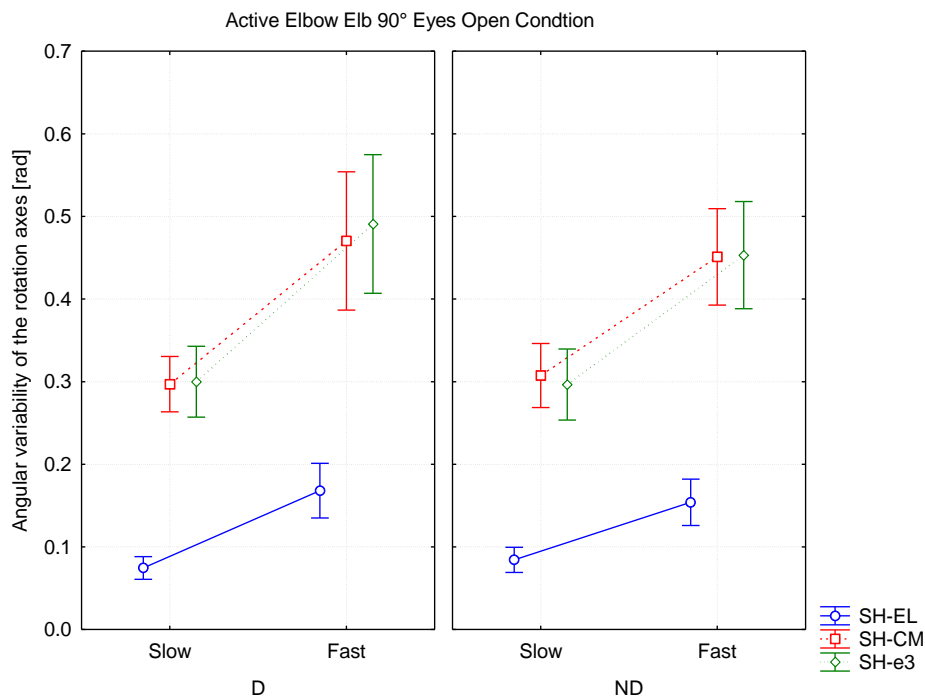 Active Elbow Elb 90° Eyes Open Condtion
Angular variability of the rotation axes [rad]
0.7
0.6
0.5
0.4
0.3
0.2
0.1
0.0
Slow Fast
D
Slow Fast
ND
SH-EL
SH-CM
SH-e3